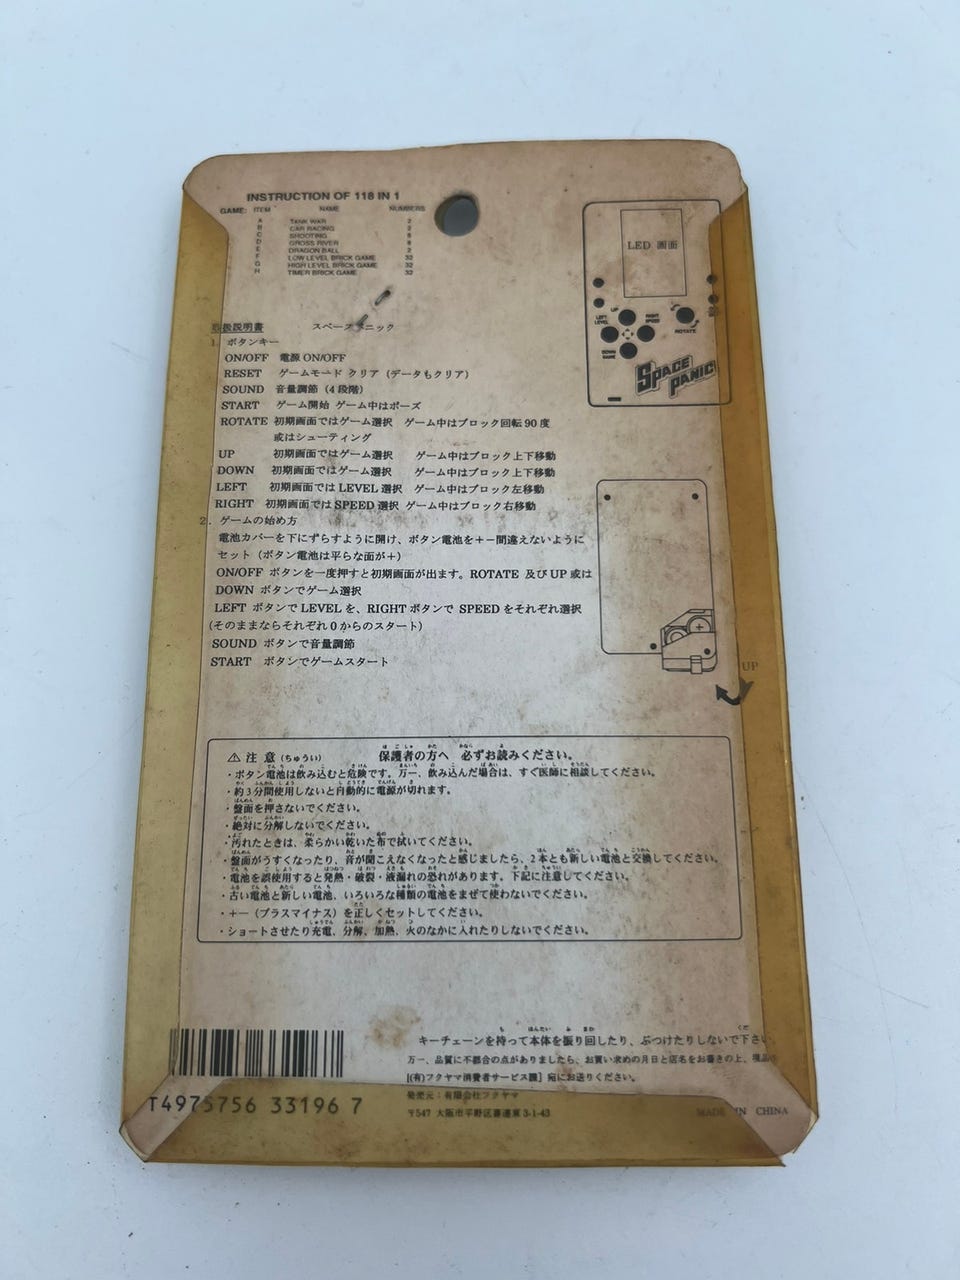 INSTRUCTION OF 118 IN 1
GAME: ITEM NAME NUMBERS
A TANK WAR 2
B CAR RACING 2
C SHOOTING 8
D CROSS RIVER 8
E DRAGON BALL 2
F LOW LEVEL BRICK GAME 32
G HIGH LEVEL BRICK GAME 32
H TIMER BRICK GAME 32
LED 画面
UP
LEFT LEVEL
RIGHT SPEED
DOWN GAME
ROTATE
SPACE PANIC
取扱説明書 スペースパニック
1. ボタンキー
ON/OFF 電源 ON/OFF
RESET ゲームモード クリア (データもクリア)
SOUND 音量調節 (4段階)
START ゲーム開始 ゲーム中はポーズ
ROTATE 初期画面ではゲーム選択 ゲーム中はブロック回転 90 度
或はシューティング
UP 初期画面ではゲーム選択 ゲーム中はブロック上下移動
DOWN 初期画面ではゲーム選択 ゲーム中はブロック上下移動
LEFT 初期画面では LEVEL 選択 ゲーム中はブロック左移動
RIGHT 初期画面では SPEED 選択 ゲーム中はブロック右移動
2. ゲームの始め方
電池カバーを下にずらすように開け、ボタン電池を+−間違えないように
セット (ボタン電池は平らな面が+)
ON/OFF ボタンを一度押すと初期画面が出ます。ROTATE 及び UP 或は
DOWN ボタンでゲーム選択
LEFT ボタンで LEVEL を、RIGHT ボタンで SPEED をそれぞれ選択
(そのままならそれぞれ 0 からのスタート)
SOUND ボタンで音量調節
START ボタンでゲームスタート
UP
⚠ 注 意 (ちゅうい) 保護者の方へ 必ずお読みください。
・ボタン電池は飲み込むと危険です。万一、飲み込んだ場合は、すぐ医師に相談してください。
・約3分間使用しないと自動的に電源が切れます。
・盤面を押さないでください。
・絶対に分解しないでください。
・汚れたときは、柔らかい乾いた布で拭いてください。
・盤面がうすくなったり、音が聞こえなくなったと感じましたら、2本とも新しい電池と交換してください。
・電池を誤使用すると発熱・破裂・液漏れの恐れがあります。下記に注意してください。
・古い電池と新しい電池、いろいろな種類の電池をまぜて使わないでください。
・+− (プラスマイナス) を正しくセットしてください。
・ショートさせたり充電、分解、加熱、火のなかに入れたりしないでください。
キーチェーンを持って本体を振り回したり、ぶつけたりしないで下さい。
万一、品質に不都合の点がありましたら、お買い求めの月日と店名をお書きの上、現品を
[(有)フクヤマ消費者サービス課] 宛にお送りください。
発売元：有限会社フクヤマ
〒547 大阪市平野区喜連東3-1-43
MADE IN CHINA
T4975756 33196 7